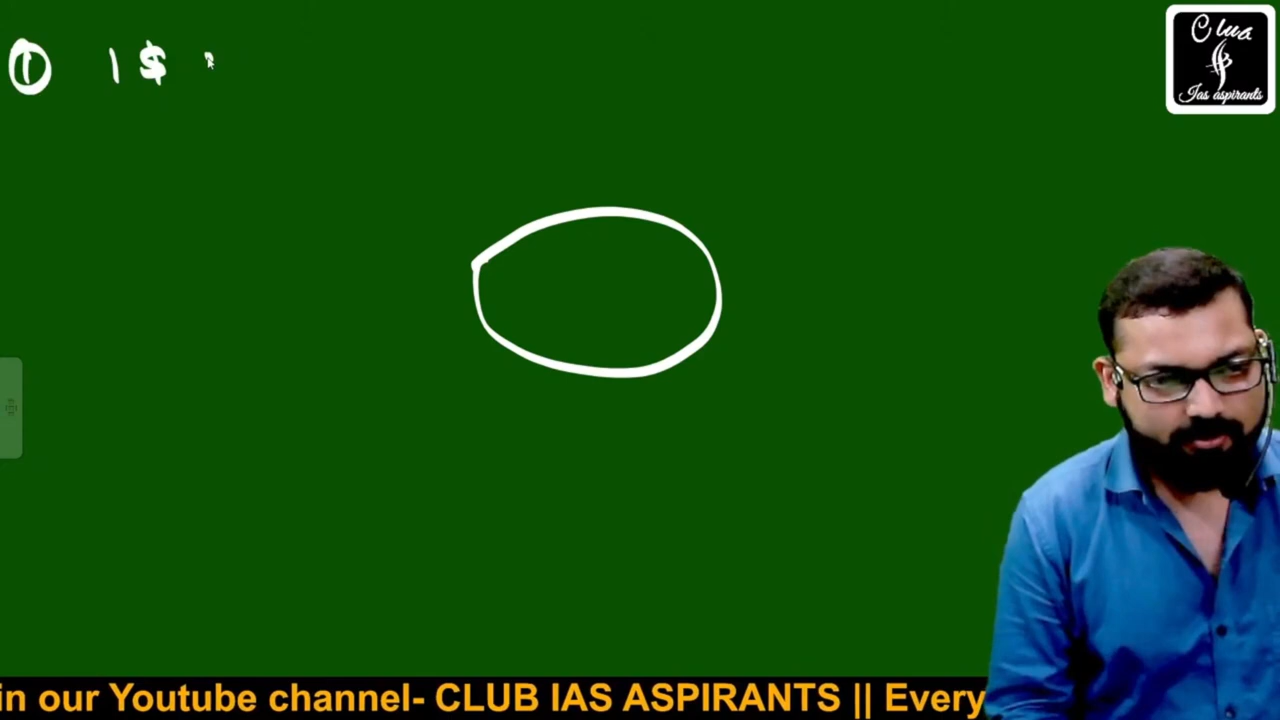 ① 1 $
Club
Ias aspirants
in our Youtube channel- CLUB IAS ASPIRANTS || Every